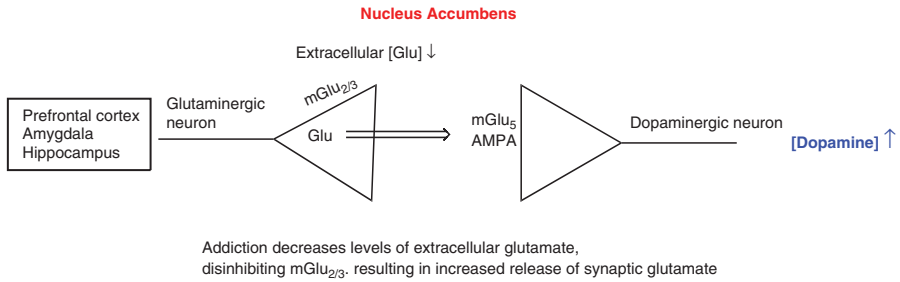 Nucleus Accumbens
Extracellular [Glu] ↓
mGlu2/3
Glutaminergic
neuron
Prefrontal cortex
Amygdala
Hippocampus
Glu
mGlu5
AMPA
Dopaminergic neuron
[Dopamine] ↑
Addiction decreases levels of extracellular glutamate,
disinhibiting mGlu2/3. resulting in increased release of synaptic glutamate